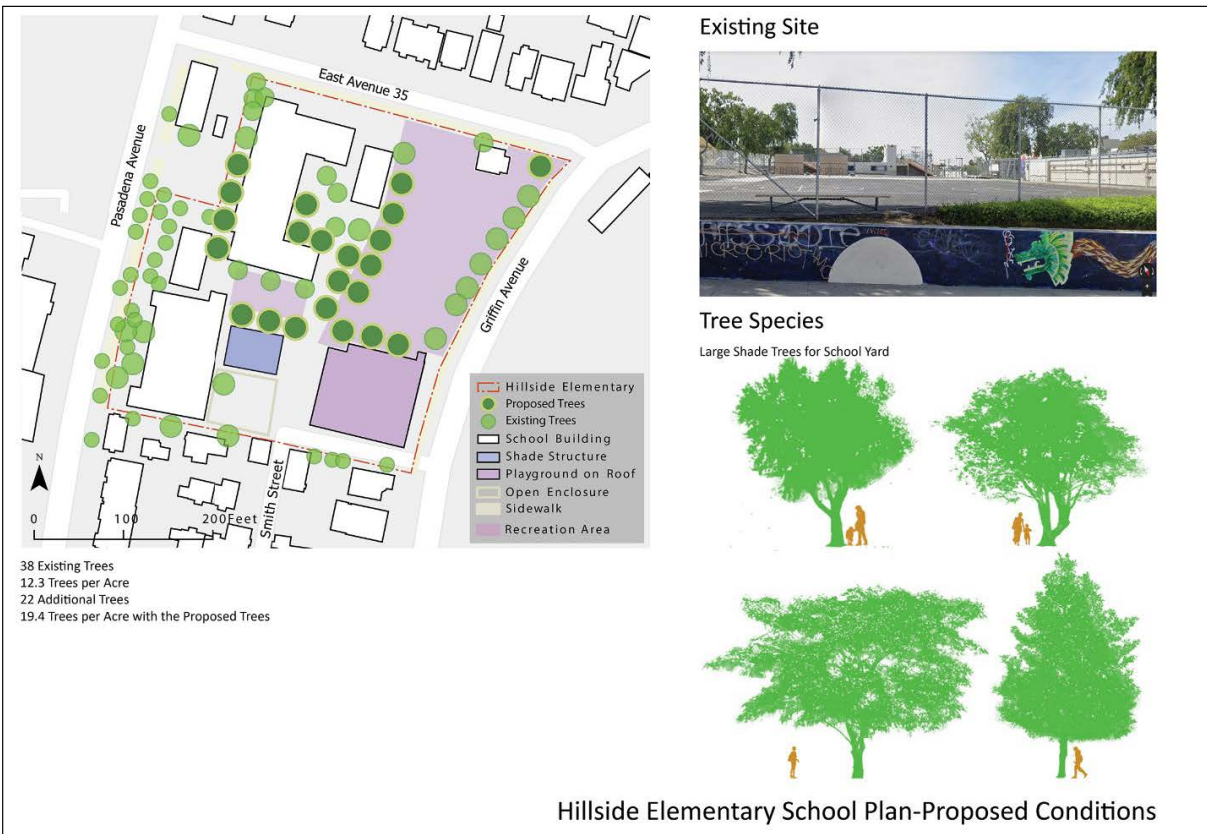 East Avenue 35
Pasadena Avenue
Griffin Avenue
Smith Street
N
0 100 200Feet
Hillside Elementary
Proposed Trees
Existing Trees
School Building
Shade Structure
Playground on Roof
Open Enclosure
Sidewalk
Recreation Area
38 Existing Trees
12.3 Trees per Acre
22 Additional Trees
19.4 Trees per Acre with the Proposed Trees
Existing Site
Tree Species
Large Shade Trees for School Yard
Hillside Elementary School Plan-Proposed Conditions